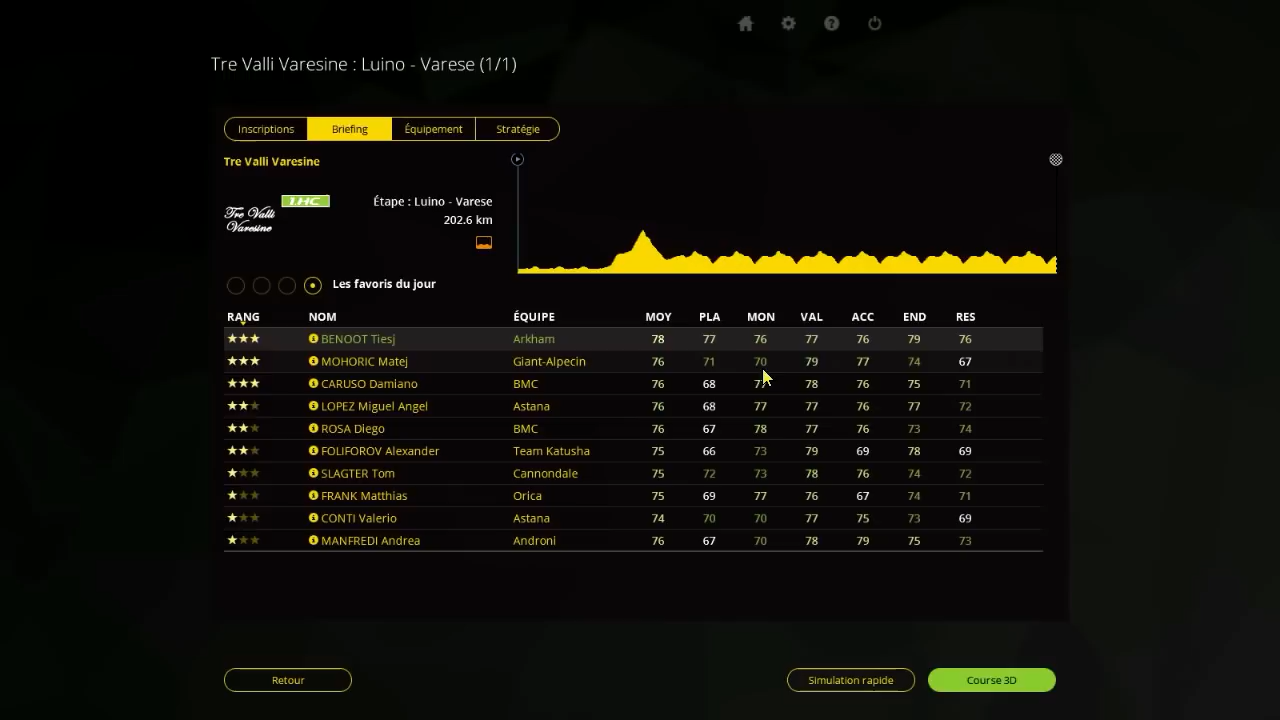 Tre Valli Varesine : Luino - Varese (1/1)
Inscriptions Briefing Équipement Stratégie
Tre Valli Varesine
1.HC
Tre Valli
Varesine
Étape : Luino - Varese
202.6 km
Les favoris du jour
RANG NOM ÉQUIPE MOY PLA MON VAL ACC END RES
BENOOT Tiesj Arkham 78 77 76 77 76 79 76
MOHORIC Matej Giant-Alpecin 76 71 70 79 77 74 67
CARUSO Damiano BMC 76 68 78 76 75 71
LOPEZ Miguel Angel Astana 76 68 77 77 76 77 72
ROSA Diego BMC 76 67 78 77 76 73 74
FOLIFOROV Alexander Team Katusha 75 66 73 79 69 78 69
SLAGTER Tom Cannondale 75 72 73 78 76 74 72
FRANK Matthias Orica 75 69 77 76 67 74 71
CONTI Valerio Astana 74 70 70 77 75 73 69
MANFREDI Andrea Androni 76 67 70 78 79 75 73
Retour Simulation rapide Course 3D